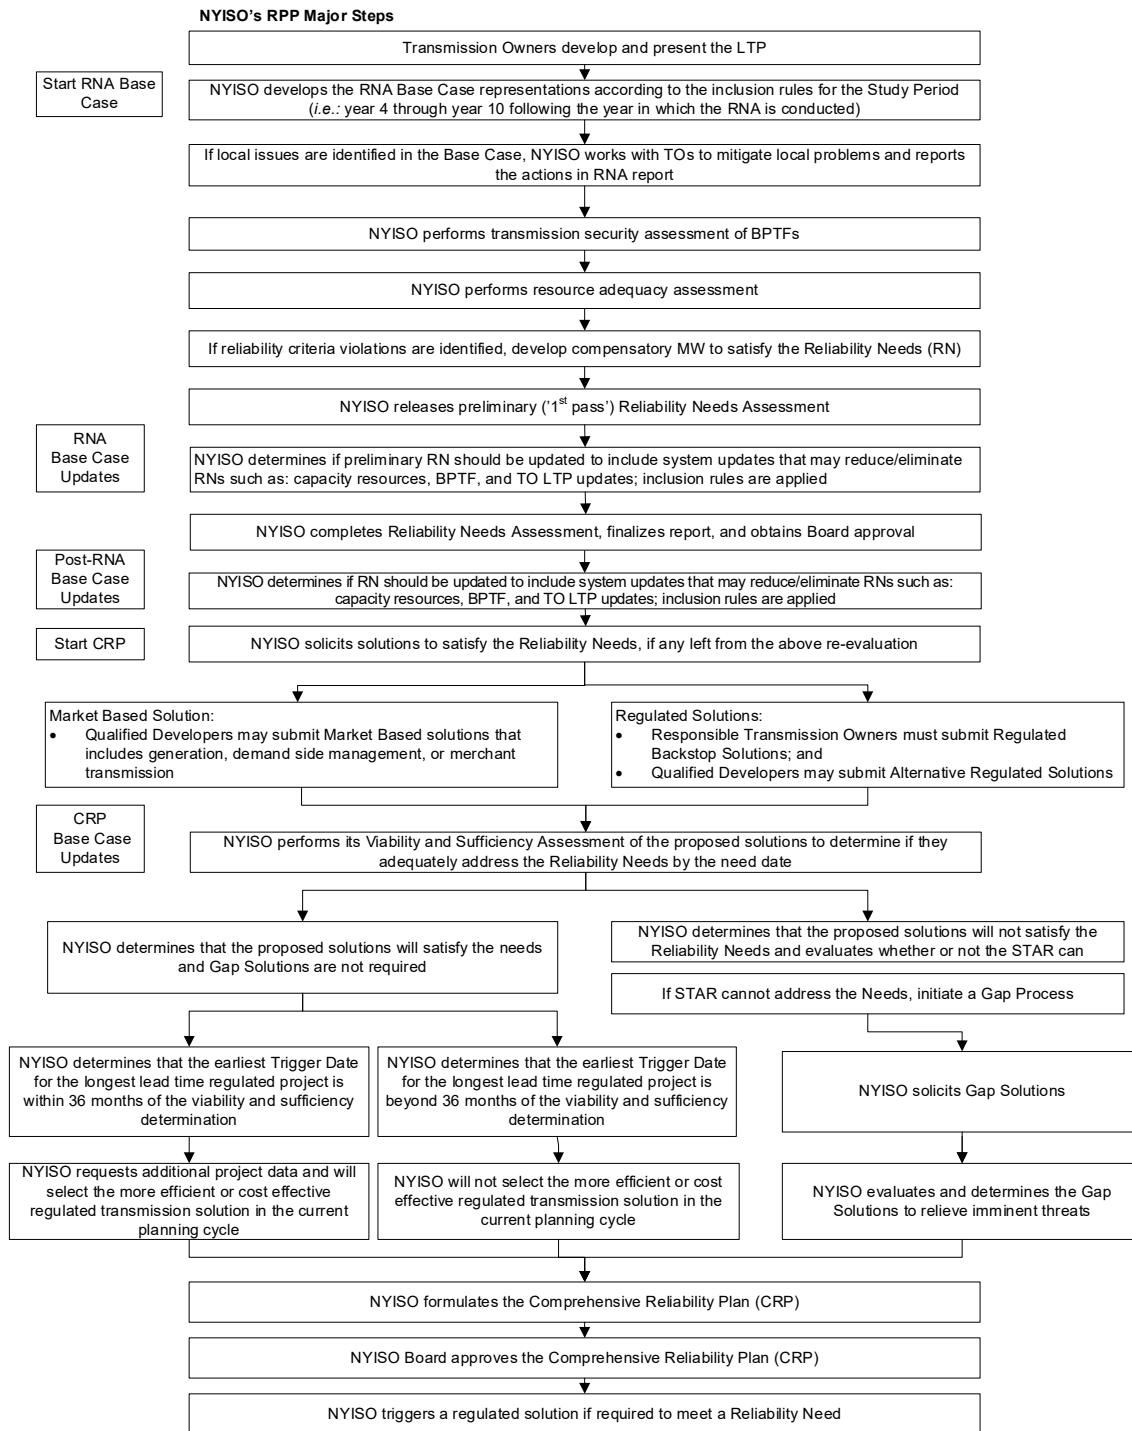 NYISO's RPP Major Steps
Transmission Owners develop and present the LTP
Start RNA Base
Case
NYISO develops the RNA Base Case representations according to the inclusion rules for the Study Period
(i.e.: year 4 through year 10 following the year in which the RNA is conducted)
If local issues are identified in the Base Case, NYISO works with TOs to mitigate local problems and reports
the actions in RNA report
NYISO performs transmission security assessment of BPTFs
NYISO performs resource adequacy assessment
If reliability criteria violations are identified, develop compensatory MW to satisfy the Reliability Needs (RN)
NYISO releases preliminary ('1st pass') Reliability Needs Assessment
RNA
Base Case
Updates
NYISO determines if preliminary RN should be updated to include system updates that may reduce/eliminate
RNs such as: capacity resources, BPTF, and TO LTP updates; inclusion rules are applied
NYISO completes Reliability Needs Assessment, finalizes report, and obtains Board approval
Post-RNA
Base Case
Updates
NYISO determines if RN should be updated to include system updates that may reduce/eliminate RNs such as:
capacity resources, BPTF, and TO LTP updates; inclusion rules are applied
Start CRP
NYISO solicits solutions to satisfy the Reliability Needs, if any left from the above re-evaluation
Market Based Solution:
• Qualified Developers may submit Market Based solutions that
includes generation, demand side management, or merchant
transmission
Regulated Solutions:
• Responsible Transmission Owners must submit Regulated
Backstop Solutions; and
• Qualified Developers may submit Alternative Regulated Solutions
CRP
Base Case
Updates
NYISO performs its Viability and Sufficiency Assessment of the proposed solutions to determine if they
adequately address the Reliability Needs by the need date
NYISO determines that the proposed solutions will satisfy the needs
and Gap Solutions are not required
NYISO determines that the proposed solutions will not satisfy the
Reliability Needs and evaluates whether or not the STAR can
If STAR cannot address the Needs, initiate a Gap Process
NYISO determines that the earliest Trigger Date
for the longest lead time regulated project is
within 36 months of the viability and sufficiency
determination
NYISO determines that the earliest Trigger Date
for the longest lead time regulated project is
beyond 36 months of the viability and sufficiency
determination
NYISO solicits Gap Solutions
NYISO requests additional project data and will
select the more efficient or cost effective
regulated transmission solution in the current
planning cycle
NYISO will not select the more efficient or cost
effective regulated transmission solution in the
current planning cycle
NYISO evaluates and determines the Gap
Solutions to relieve imminent threats
NYISO formulates the Comprehensive Reliability Plan (CRP)
NYISO Board approves the Comprehensive Reliability Plan (CRP)
NYISO triggers a regulated solution if required to meet a Reliability Need